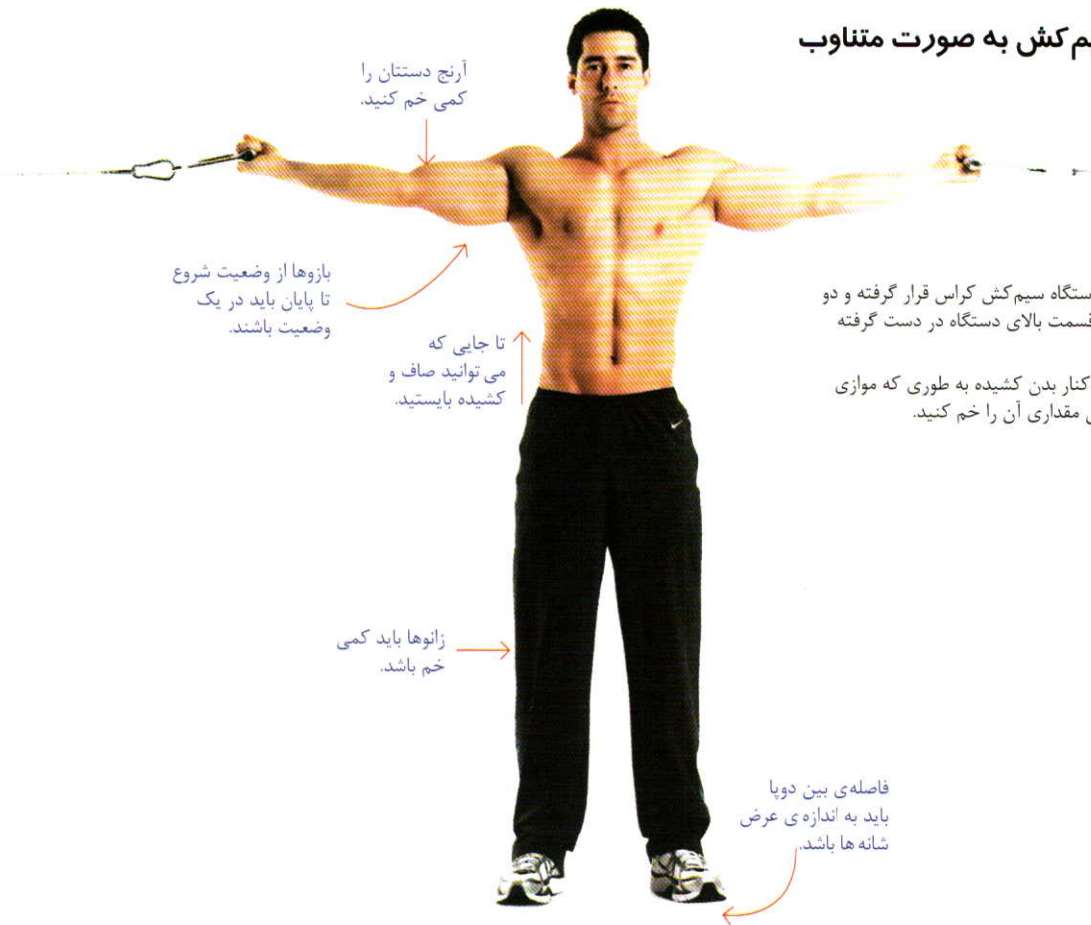 م‌کش به صورت متناوب
آرنج دستتان را
کمی خم کنید.
بازوها از وضعیت شروع
تا پایان باید در یک
وضعیت باشند.
تا جایی که
می توانید صاف و
کشیده بایستید.
ستگاه سیم‌کش کراس قرار گرفته و دو
قسمت بالای دستگاه در دست گرفته
کنار بدن کشیده به طوری که موازی
مقداری آن را خم کنید.
زانوها باید کمی
خم باشد.
فاصله‌ی بین دوپا
باید به اندازه ی عرض
شانه ها باشد.